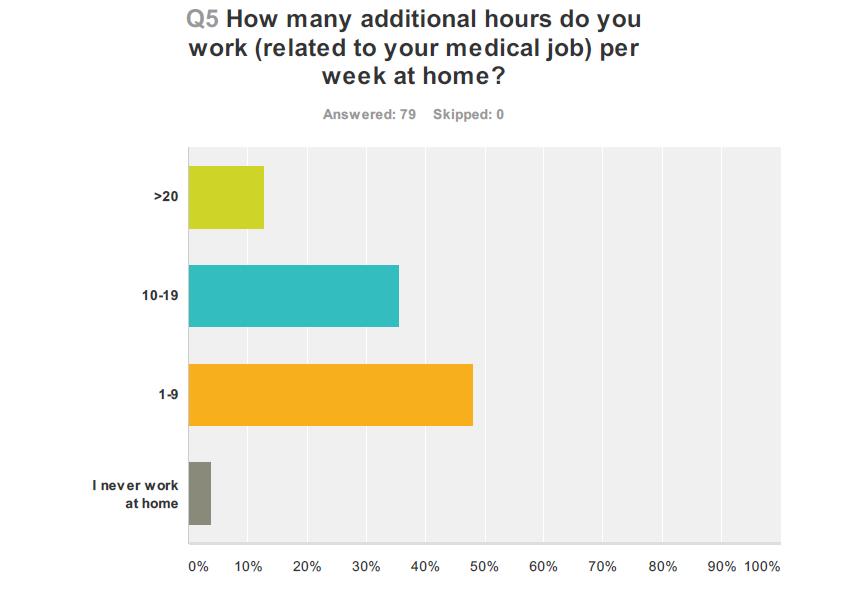 Q5 How many additional hours do you
work (related to your medical job) per
week at home?
Answered: 79 Skipped: 0
>20
10-19
1-9
I never work
at home
0% 10% 20% 30% 40% 50% 60% 70% 80% 90% 100%